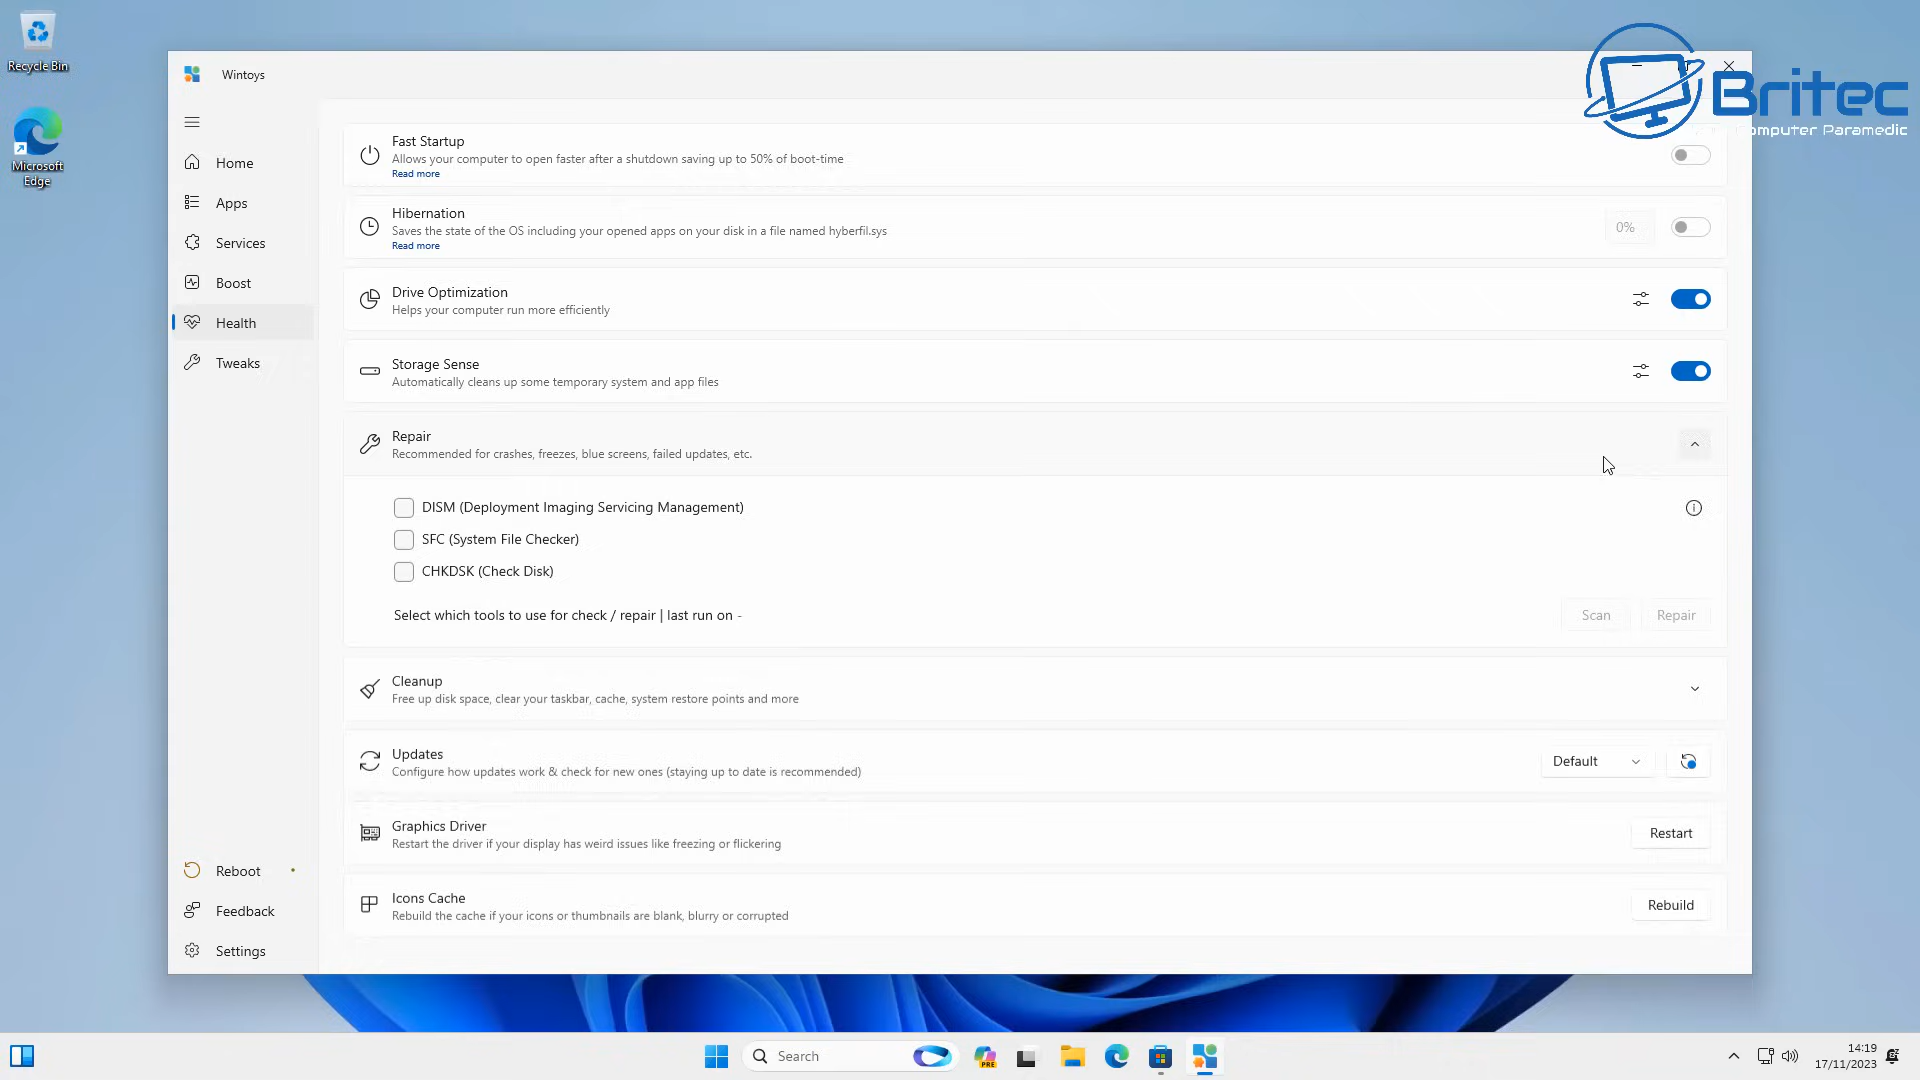 Recycle Bin
Microsoft
Edge
Wintoys
Britec
omputer Paramedic
Home
Apps
Services
Boost
Health
Tweaks
Reboot
Feedback
Settings
Fast Startup
Allows your computer to open faster after a shutdown saving up to 50% of boot-time
Read more
Hibernation
Saves the state of the OS including your opened apps on your disk in a file named hyberfil.sys
Read more
0%
Drive Optimization
Helps your computer run more efficiently
Storage Sense
Automatically cleans up some temporary system and app files
Repair
Recommended for crashes, freezes, blue screens, failed updates, etc.
DISM (Deployment Imaging Servicing Management)
SFC (System File Checker)
CHKDSK (Check Disk)
Select which tools to use for check / repair | last run on -
Scan
Repair
Cleanup
Free up disk space, clear your taskbar, cache, system restore points and more
Updates
Configure how updates work & check for new ones (staying up to date is recommended)
Default
Graphics Driver
Restart the driver if your display has weird issues like freezing or flickering
Restart
Icons Cache
Rebuild the cache if your icons or thumbnails are blank, blurry or corrupted
Rebuild
Search
PRE
14:19
17/11/2023